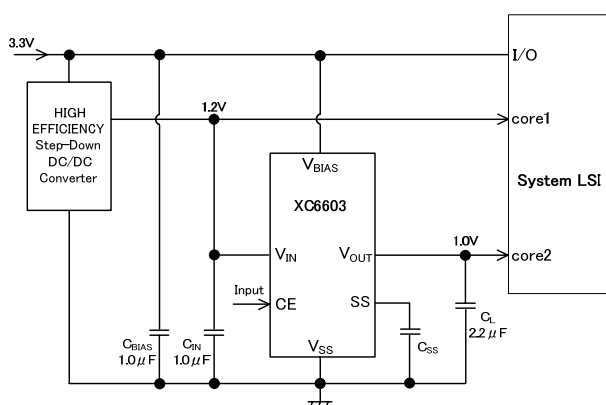 3.3V
I/O
HIGH
EFFICIENCY
Step-Down
DC/DC
Converter
1.2V
core1
System LSI
VBIAS
XC6603
VIN
VOUT
1.0V
core2
Input
CE
SS
VSS
CBIAS
1.0μF
CIN
1.0μF
CSS
CL
2.2μF